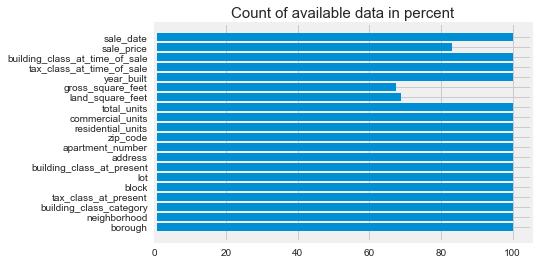 Count of available data in percent
sale_date
sale_price
building_class_at_time_of_sale
tax_class_at_time_of_sale
year_built
gross_square_feet
land_square_feet
total_units
commercial_units
residential_units
zip_code
apartment_number
address
building_class_at_present
lot
block
tax_class_at_present
building_class_category
neighborhood
borough
0 20 40 60 80 100